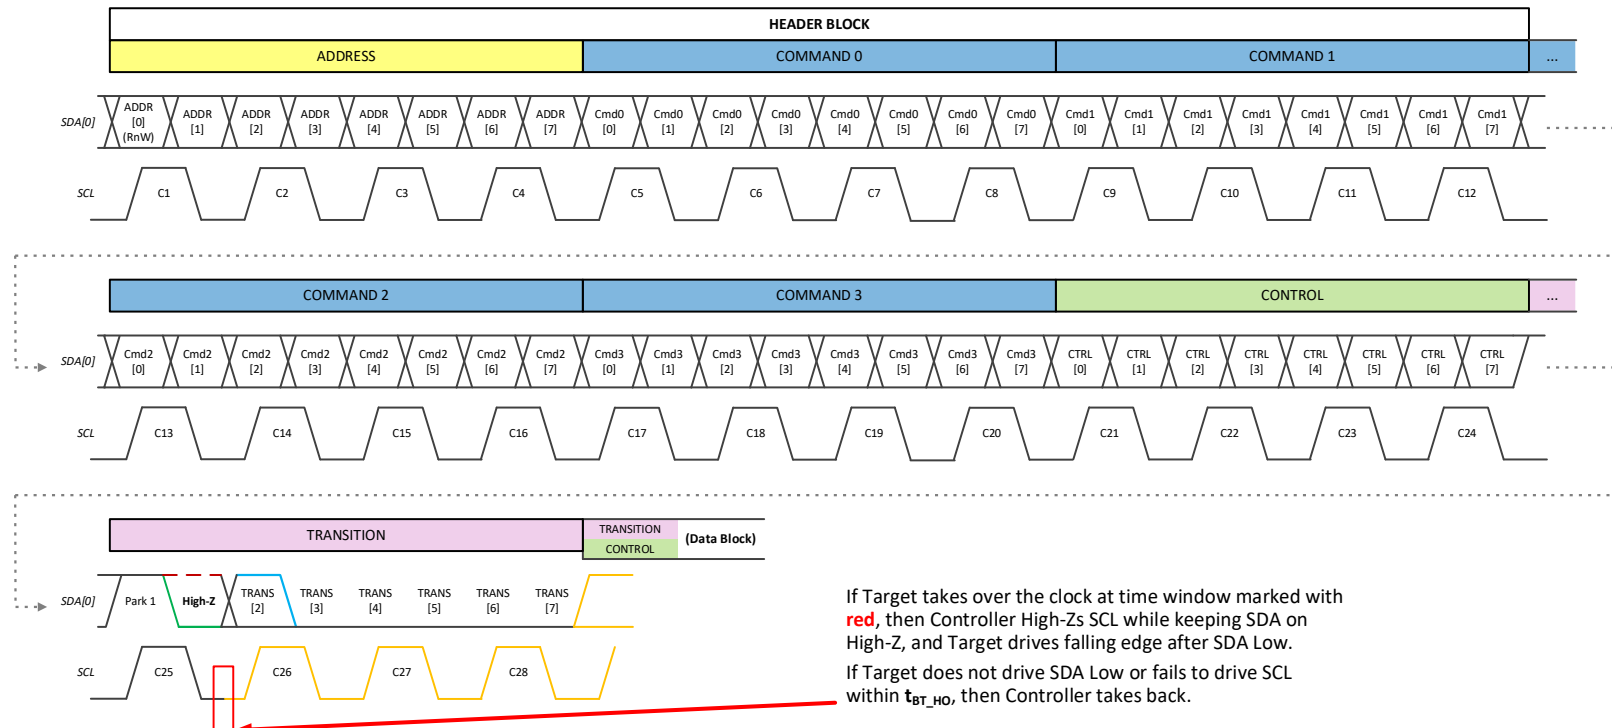 HEADER BLOCK
ADDRESS COMMAND 0 COMMAND 1 ...
SDA[0] ADDR [0] (RnW) ADDR [1] ADDR [2] ADDR [3] ADDR [4] ADDR [5] ADDR [6] ADDR [7] Cmd0 [0] Cmd0 [1] Cmd0 [2] Cmd0 [3] Cmd0 [4] Cmd0 [5] Cmd0 [6] Cmd0 [7] Cmd1 [0] Cmd1 [1] Cmd1 [2] Cmd1 [3] Cmd1 [4] Cmd1 [5] Cmd1 [6] Cmd1 [7]
SCL C1 C2 C3 C4 C5 C6 C7 C8 C9 C10 C11 C12
COMMAND 2 COMMAND 3 CONTROL ...
SDA[0] Cmd2 [0] Cmd2 [1] Cmd2 [2] Cmd2 [3] Cmd2 [4] Cmd2 [5] Cmd2 [6] Cmd2 [7] Cmd3 [0] Cmd3 [1] Cmd3 [2] Cmd3 [3] Cmd3 [4] Cmd3 [5] Cmd3 [6] Cmd3 [7] CTRL [0] CTRL [1] CTRL [2] CTRL [3] CTRL [4] CTRL [5] CTRL [6] CTRL [7]
SCL C13 C14 C15 C16 C17 C18 C19 C20 C21 C22 C23 C24
TRANSITION TRANSITION CONTROL (Data Block)
SDA[0] Park 1 High-Z TRANS [2] TRANS [3] TRANS [4] TRANS [5] TRANS [6] TRANS [7]
SCL C25 C26 C27 C28
If Target takes over the clock at time window marked with
red, then Controller High-Zs SCL while keeping SDA on
High-Z, and Target drives falling edge after SDA Low.
If Target does not drive SDA Low or fails to drive SCL
within tBT_HO, then Controller takes back.